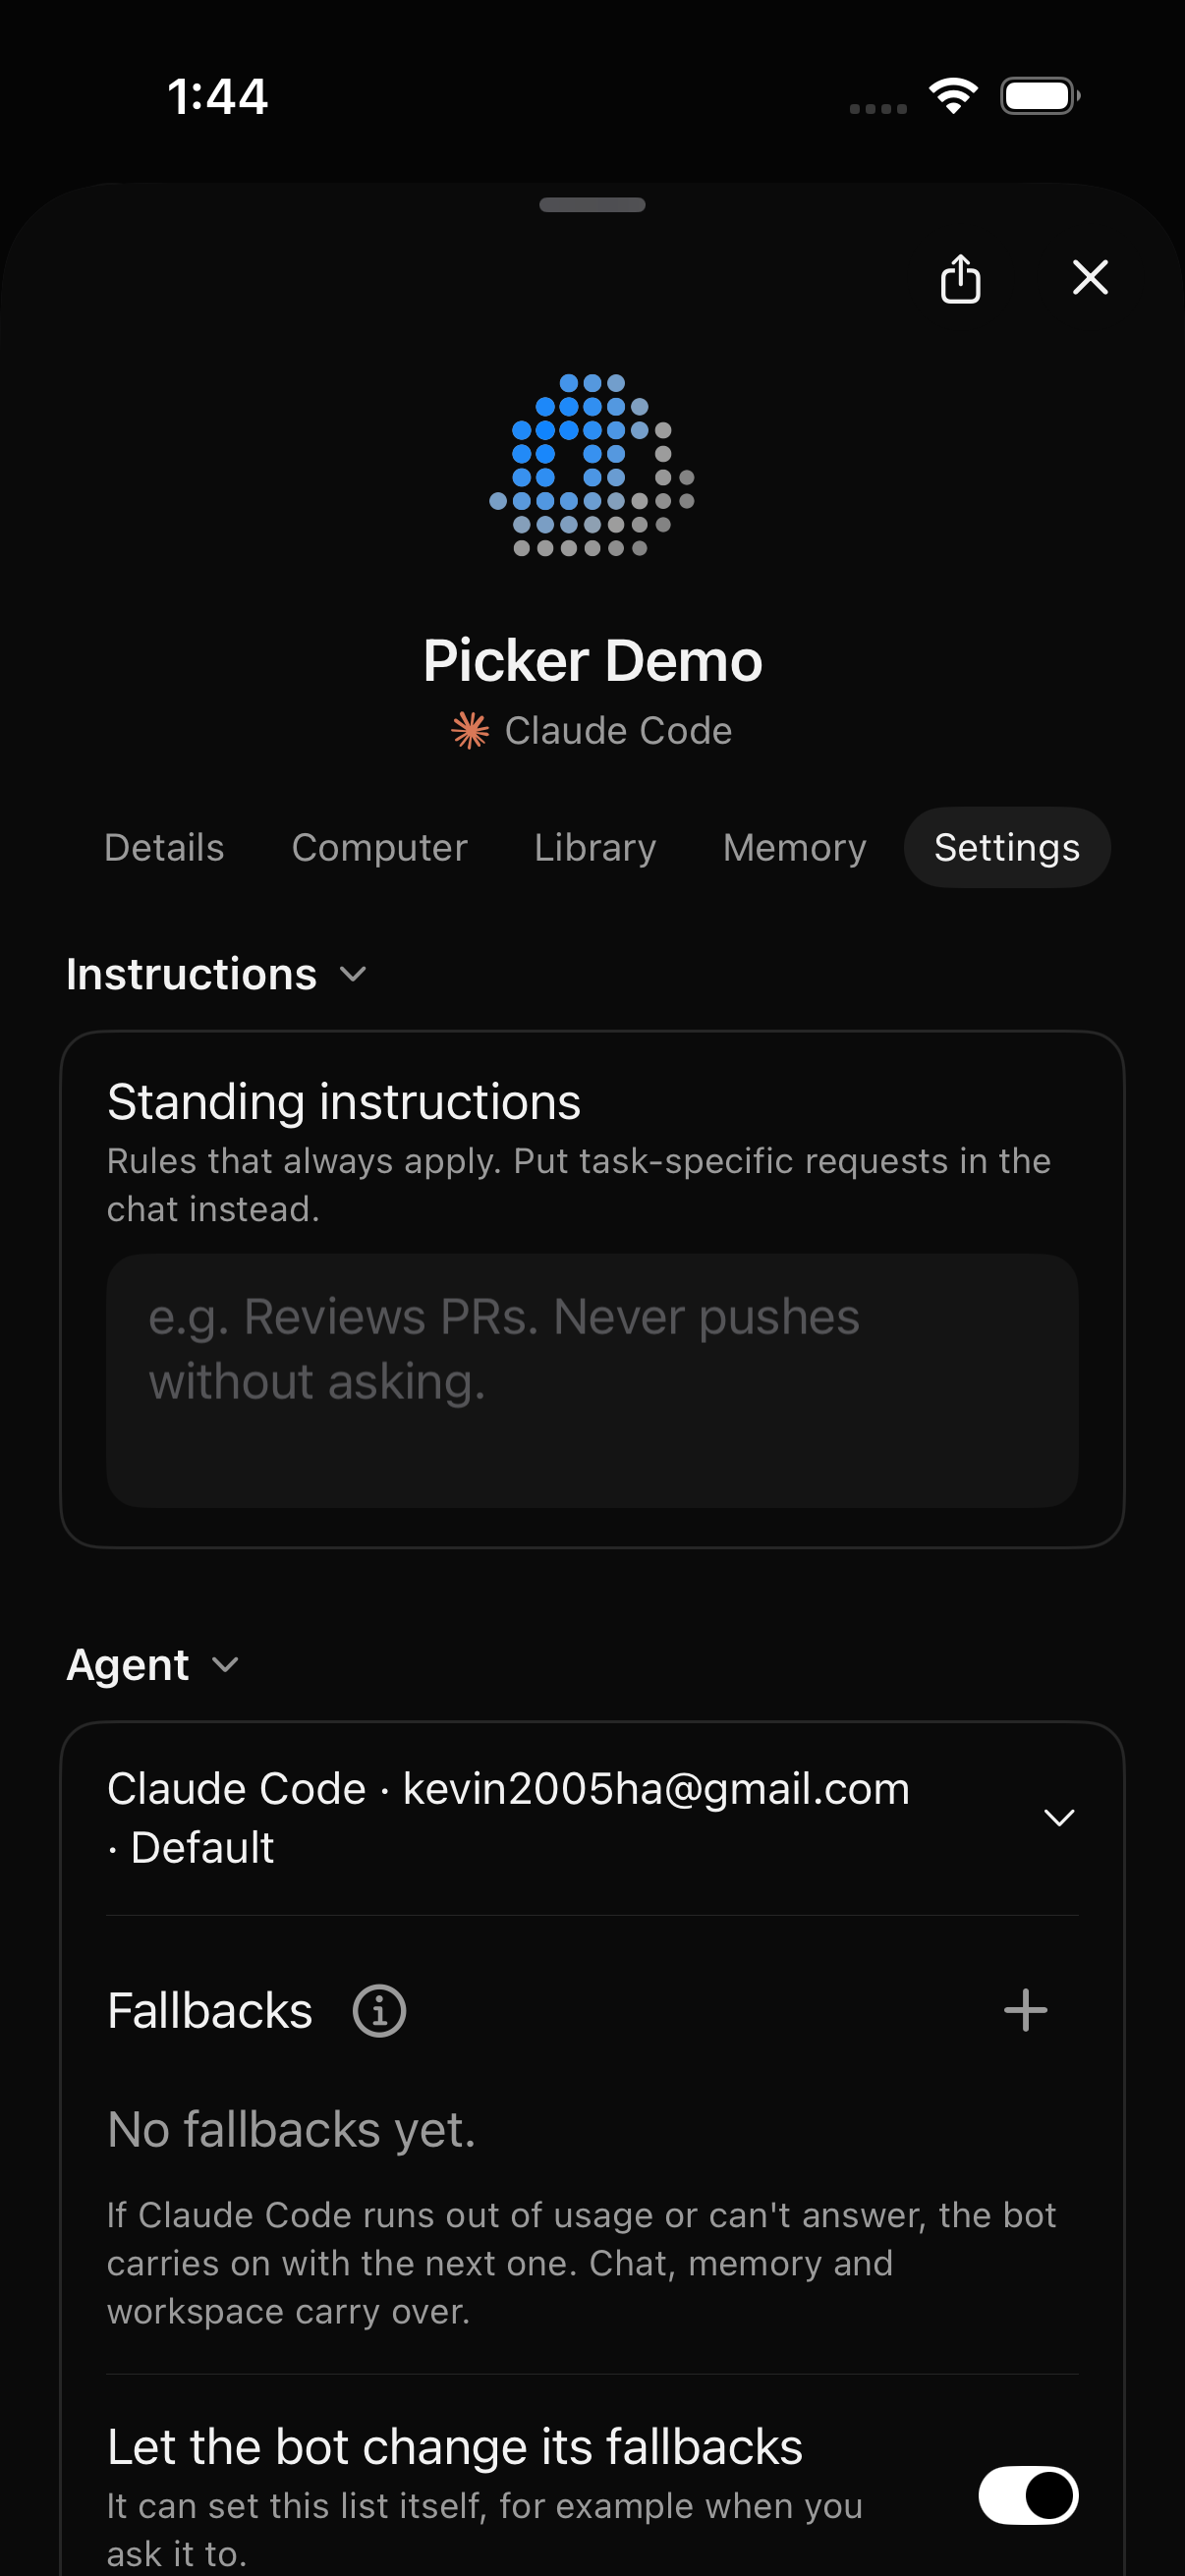 1:44
Picker Demo
Claude Code
Details Computer Library Memory Settings
Instructions
Standing instructions
Rules that always apply. Put task-specific requests in the
chat instead.
e.g. Reviews PRs. Never pushes
without asking.
Agent
Claude Code · kevin2005ha@gmail.com
· Default
Fallbacks
No fallbacks yet.
If Claude Code runs out of usage or can't answer, the bot
carries on with the next one. Chat, memory and
workspace carry over.
Let the bot change its fallbacks
It can set this list itself, for example when you
ask it to.